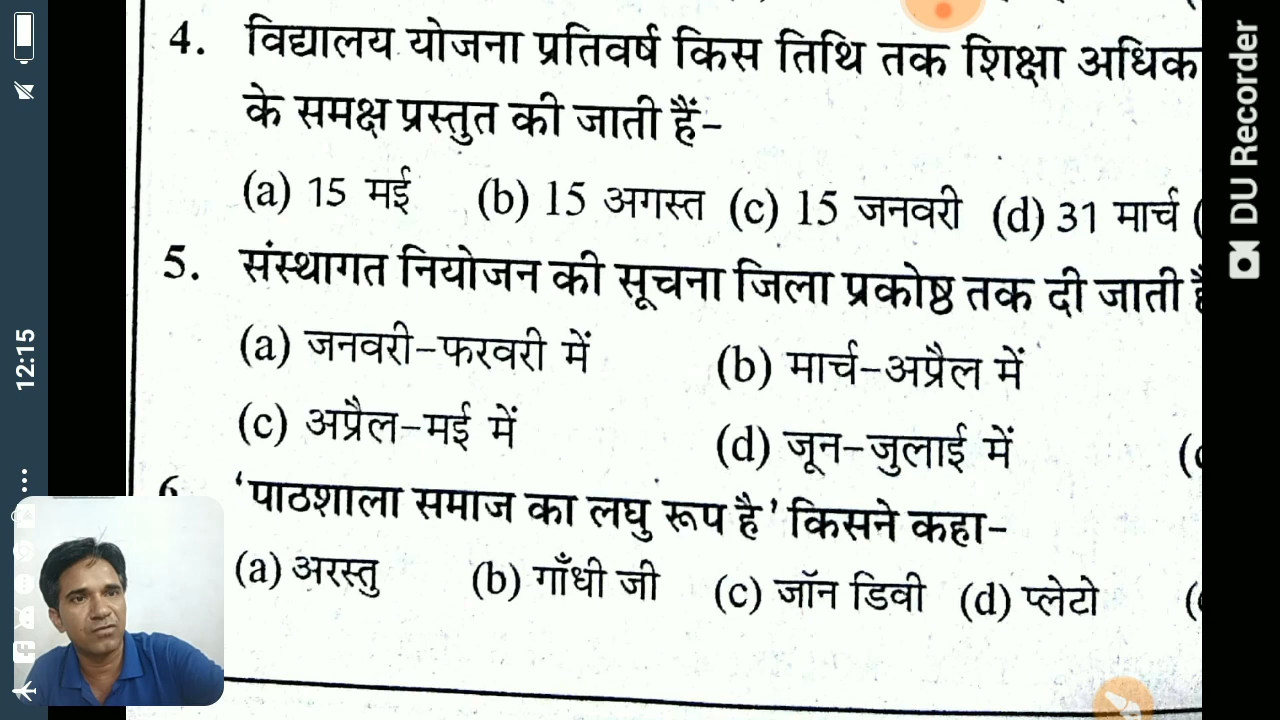 4. विद्यालय योजना प्रतिवर्ष किस तिथि तक शिक्षा अधिक
के समक्ष प्रस्तुत की जाती हैं-
(a) 15 मई (b) 15 अगस्त (c) 15 जनवरी (d) 31 मार्च (
5. संस्थागत नियोजन की सूचना जिला प्रकोष्ठ तक दी जाती
(a) जनवरी-फरवरी में (b) मार्च-अप्रैल में
(c) अप्रैल-मई में (d) जून-जुलाई में
'पाठशाला समाज का लघु रूप है' किसने कहा-
(a) अरस्तु (b) गाँधी जी (c) जॉन डिवी (d) प्लेटो
12:15
DU Recorder